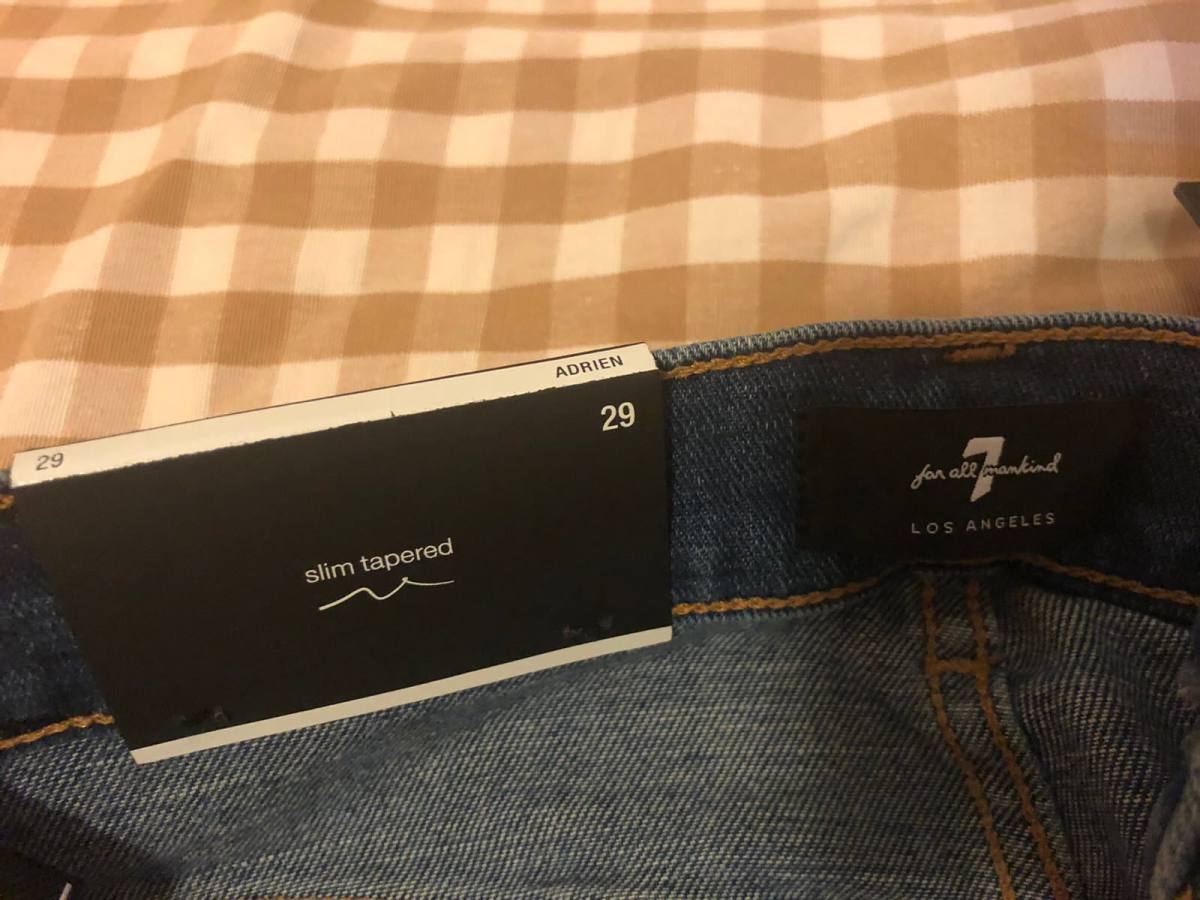 ADRIEN
29
29
slim tapered
7
for all mankind
LOS ANGELES